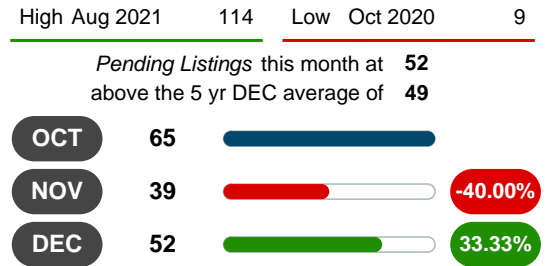 High Aug 2021 114 Low Oct 2020 9
Pending Listings this month at 52
above the 5 yr DEC average of 49
OCT 65
NOV 39 -40.00%
DEC 52 33.33%